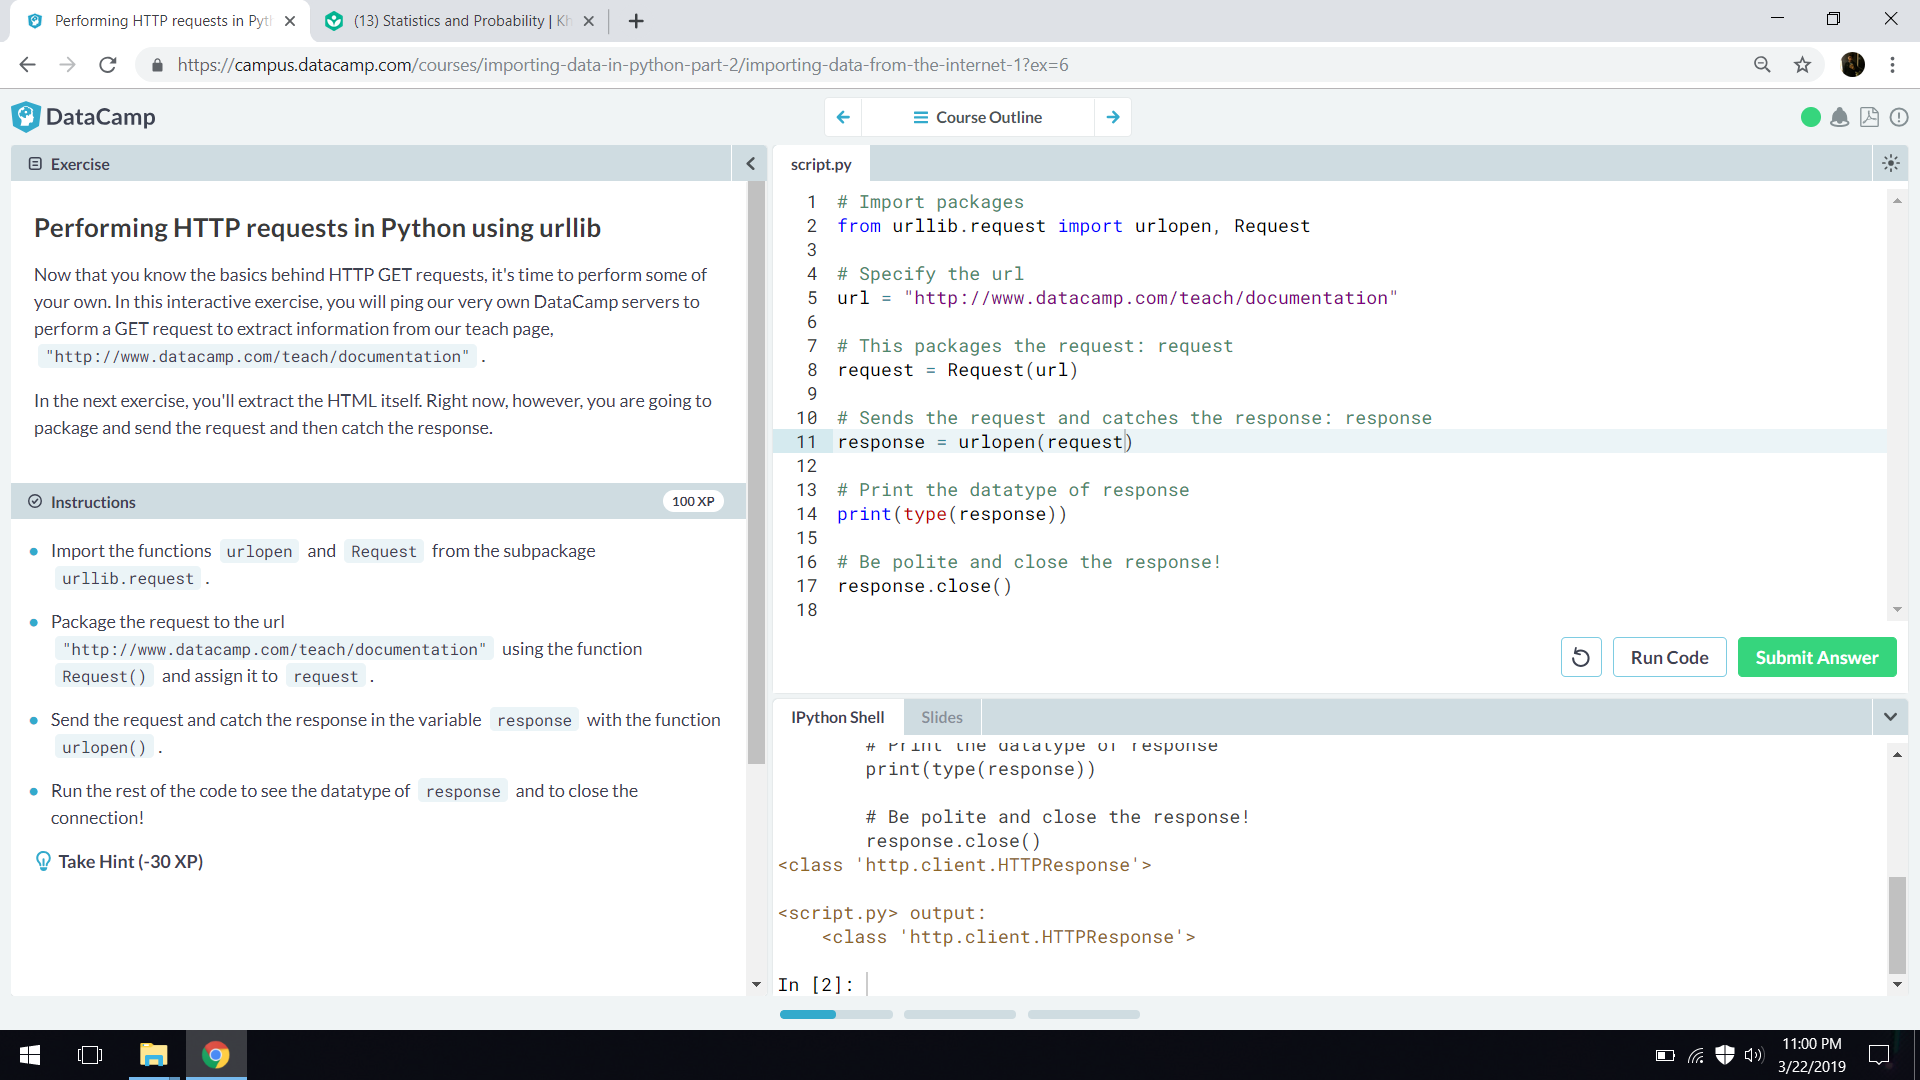 Performing HTTP requests in Pyth
(13) Statistics and Probability | Kh
https://campus.datacamp.com/courses/importing-data-in-python-part-2/importing-data-from-the-internet-1?ex=6
DataCamp
Course Outline
Exercise
Performing HTTP requests in Python using urllib
Now that you know the basics behind HTTP GET requests, it's time to perform some of
your own. In this interactive exercise, you will ping our very own DataCamp servers to
perform a GET request to extract information from our teach page,
"http://www.datacamp.com/teach/documentation" .
In the next exercise, you'll extract the HTML itself. Right now, however, you are going to
package and send the request and then catch the response.
Instructions
100 XP
Import the functions urlopen and Request from the subpackage
urllib.request .
Package the request to the url
"http://www.datacamp.com/teach/documentation" using the function
Request() and assign it to request .
Send the request and catch the response in the variable response with the function
urlopen() .
Run the rest of the code to see the datatype of response and to close the
connection!
Take Hint (-30 XP)
script.py
1 # Import packages
2 from urllib.request import urlopen, Request
3
4 # Specify the url
5 url = "http://www.datacamp.com/teach/documentation"
6
7 # This packages the request: request
8 request = Request(url)
9
10 # Sends the request and catches the response: response
11 response = urlopen(request)
12
13 # Print the datatype of response
14 print(type(response))
15
16 # Be polite and close the response!
17 response.close()
18
Run Code
Submit Answer
IPython Shell
Slides
# Print the datatype of response
print(type(response))
# Be polite and close the response!
response.close()
<class 'http.client.HTTPResponse'>
<script.py> output:
<class 'http.client.HTTPResponse'>
In [2]:
11:00 PM
3/22/2019